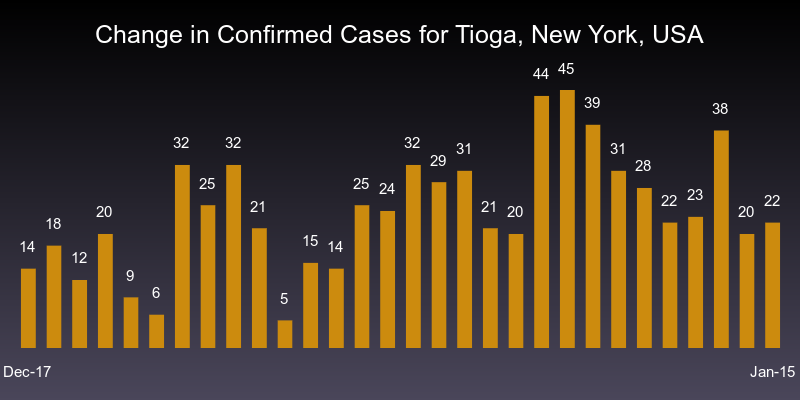 Change in Confirmed Cases for Tioga, New York, USA
14 18 12 20 9 6 32 25 32 21 5 15 14 25 24 32 29 31 21 20 44 45 39 31 28 22 23 38 20 22
Dec-17 Jan-15